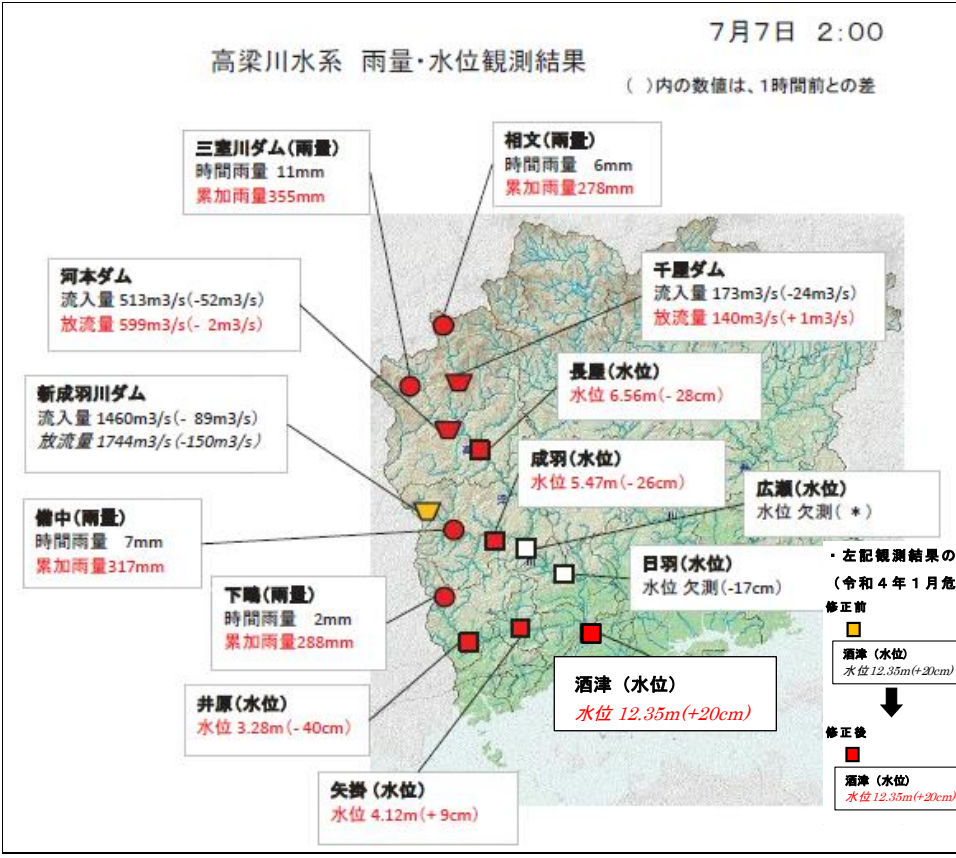 7月7日 2:00
高梁川水系 雨量・水位観測結果
( )内の数値は、1時間前との差
三室川ダム(雨量)
時間雨量 11mm
累加雨量355mm
相文(雨量)
時間雨量 6mm
累加雨量278mm
河本ダム
流入量 513m3/s(-52m3/s)
放流量 599m3/s(- 2m3/s)
千屋ダム
流入量 173m3/s(-24m3/s)
放流量 140m3/s(+1m3/s)
新成羽川ダム
流入量 1460m3/s(- 89m3/s)
放流量 1744m3/s(-150m3/s)
長屋(水位)
水位 6.56m(- 28cm)
成羽(水位)
水位 5.47m(- 26cm)
広瀬(水位)
水位 欠測( * )
備中(雨量)
時間雨量 7mm
累加雨量317mm
日羽(水位)
水位 欠測(-17cm)
下鴫(雨量)
時間雨量 2mm
累加雨量288mm
酒津(水位)
水位 12.35m(+20cm)
井原(水位)
水位 3.28m(- 40cm)
矢掛(水位)
水位 4.12m(+ 9cm)
・左記観測結果の
(令和4年1月危
修正前
酒津(水位)
水位 12.35m(+20cm)
修正後
酒津(水位)
水位 12.35m(+20cm)